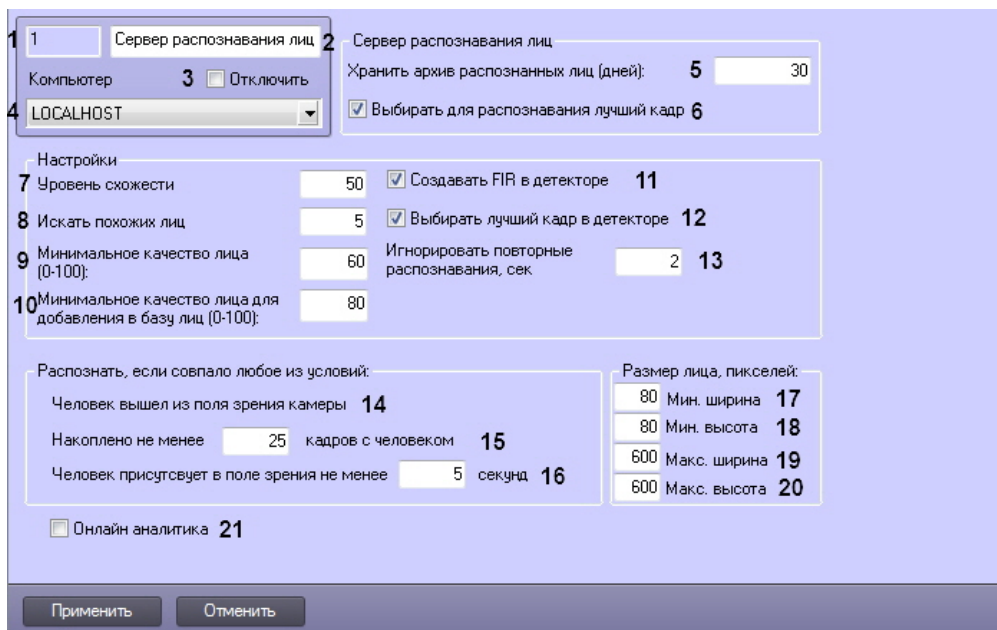 1 1 Сервер распознавания лиц 2
Компьютер 3 Отключить
4 LOCALHOST
Сервер распознавания лиц
Хранить архив распознанных лиц (дней): 5 30
Выбирать для распознавания лучший кадр 6
Настройки
7 Уровень схожести 50
8 Искать похожих лиц 5
9 Минимальное качество лица
(0-100): 60
10 Минимальное качество лица для
добавления в базу лиц (0-100): 80
Создавать FIR в детекторе 11
Выбирать лучший кадр в детекторе 12
Игнорировать повторные
распознавания, сек 2 13
Распознать, если совпало любое из условий:
Человек вышел из поля зрения камеры 14
Накоплено не менее 25 кадров с человеком 15
Человек присутсвует в поле зрения не менее 5 секунд 16
Размер лица, пикселей:
80 Мин. ширина 17
80 Мин. высота 18
600 Макс. ширина 19
600 Макс. высота 20
Онлайн аналитика 21
Применить Отменить